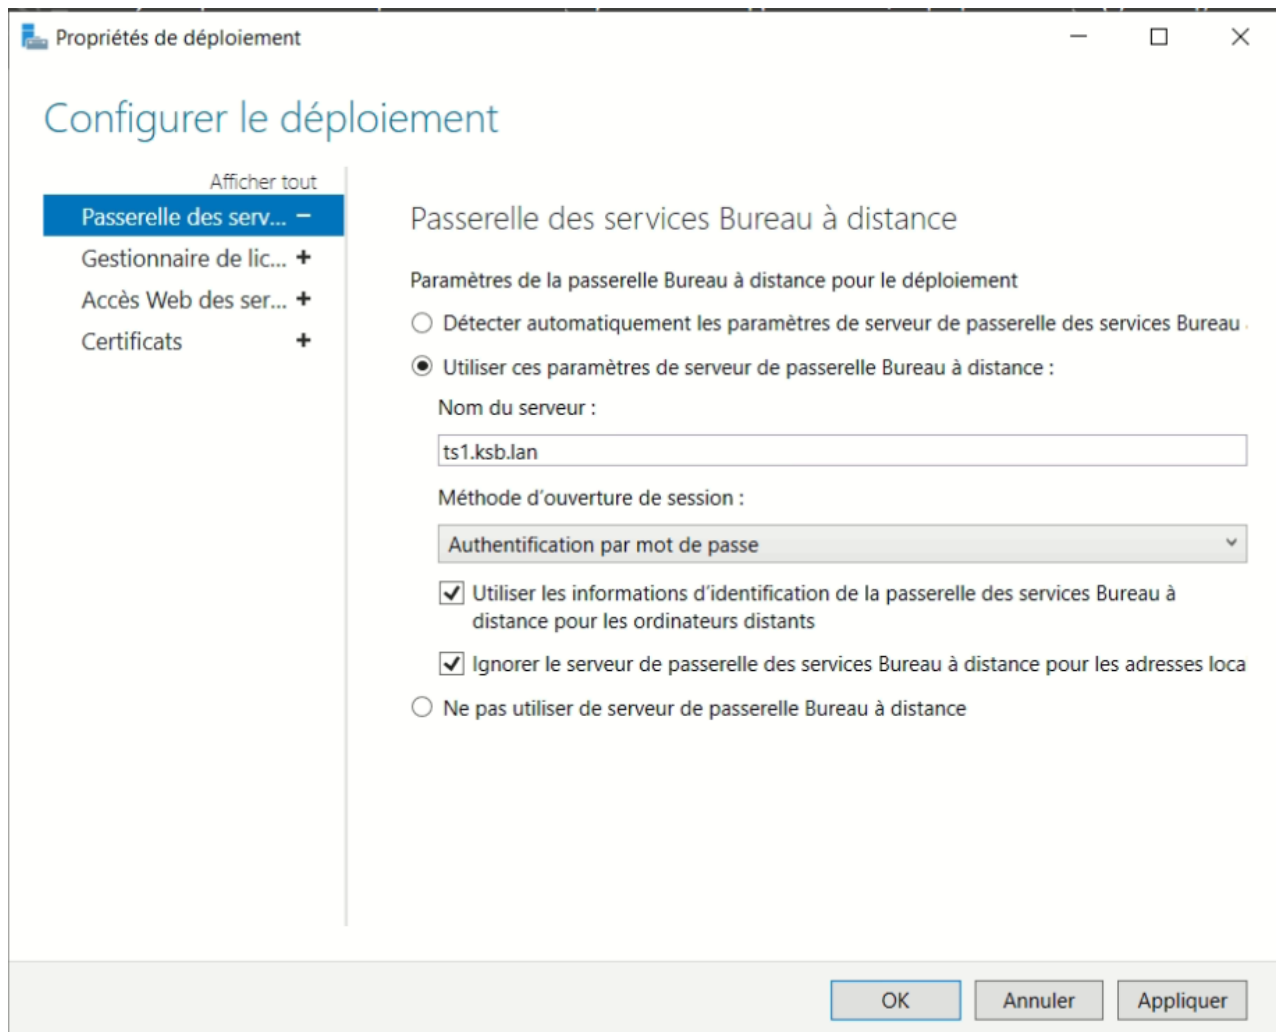 Propriétés de déploiement
Configurer le déploiement
Afficher tout
Passerelle des serv... –
Gestionnaire de lic... +
Accès Web des ser... +
Certificats +
Passerelle des services Bureau à distance
Paramètres de la passerelle Bureau à distance pour le déploiement
Détecter automatiquement les paramètres de serveur de passerelle des services Bureau
Utiliser ces paramètres de serveur de passerelle Bureau à distance :
Nom du serveur :
ts1.ksb.lan
Méthode d’ouverture de session :
Authentification par mot de passe
Utiliser les informations d’identification de la passerelle des services Bureau à
distance pour les ordinateurs distants
Ignorer le serveur de passerelle des services Bureau à distance pour les adresses loca
Ne pas utiliser de serveur de passerelle Bureau à distance
OK
Annuler
Appliquer